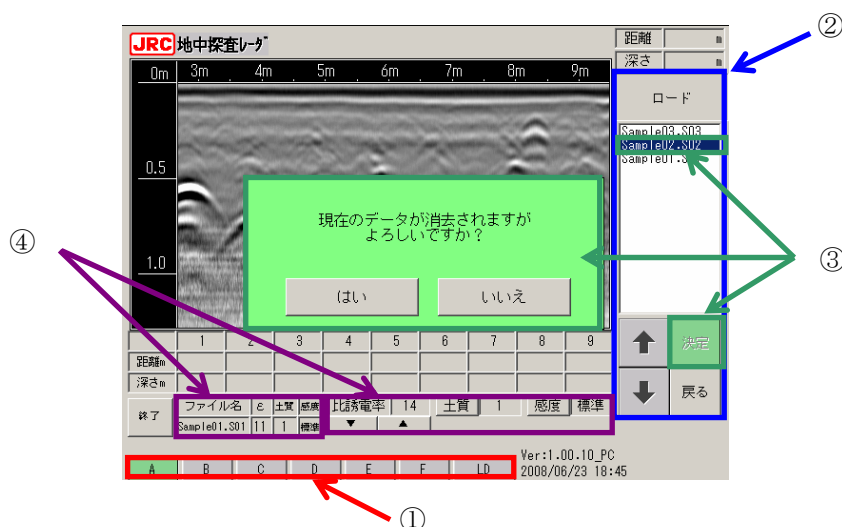 ②
JRC 地中探査ﾚｰﾀﾞ
距離 m
深さ m
0m 3m 4m 5m 6m 7m 8m 9m
ロード
Sample03.S03
Sample02.S02
0.5
現在のデータが消去されますが
よろしいですか？
はい いいえ
1.0
④
③
1 2 3 4 5 6 7 8 9
決定
距離m
深さm
戻る
終了
ファイル名 ε 土質 感度
Sample01.S01 11 1 標準
比誘電率 14 土質 1 感度 標準
▼ ▲
A B C D E F LD
Ver:1.00.10_PC
2008/06/23 18:45
①